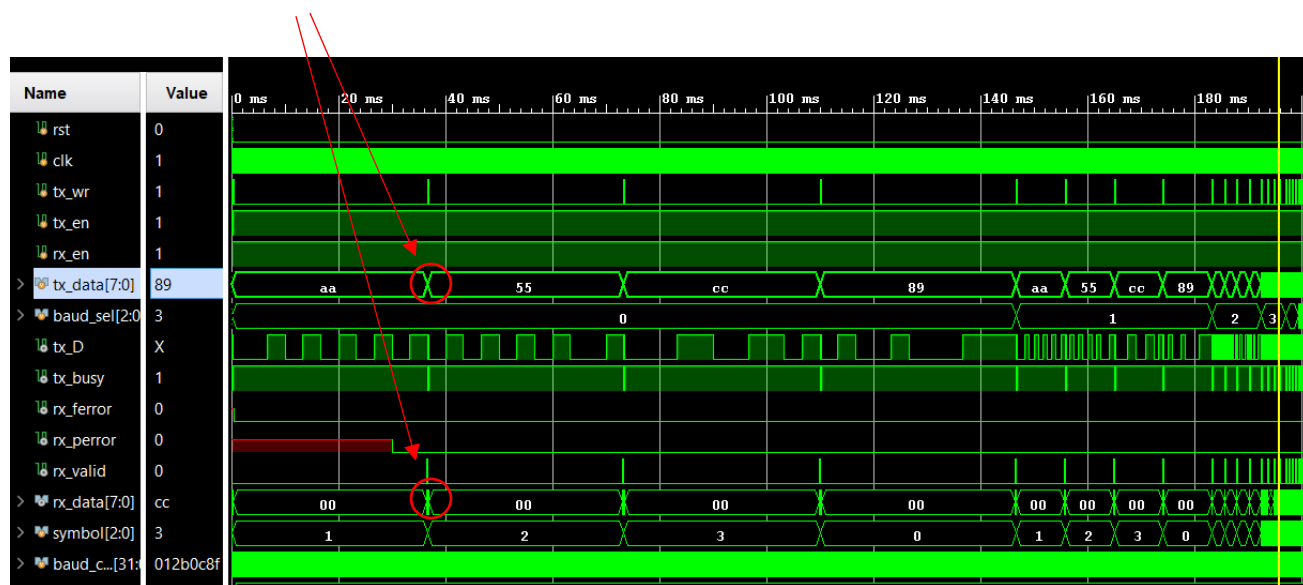 Name Value 0 ms 20 ms 40 ms 60 ms 80 ms 100 ms 120 ms 140 ms 160 ms 180 ms
rst 0
clk 1
tx_wr 1
tx_en 1
rx_en 1
tx_data[7:0] 89 aa 55 cc 89 aa 55 cc 89
baud_sel[2:0 3 0 1 2 3
tx_D X
tx_busy 1
rx_ferror 0
rx_perror 0
rx_valid 0
rx_data[7:0] cc 00 00 00 00 00 00 00 00
symbol[2:0] 3 1 2 3 0 1 2 3 0
baud_c...[31: 012b0c8f